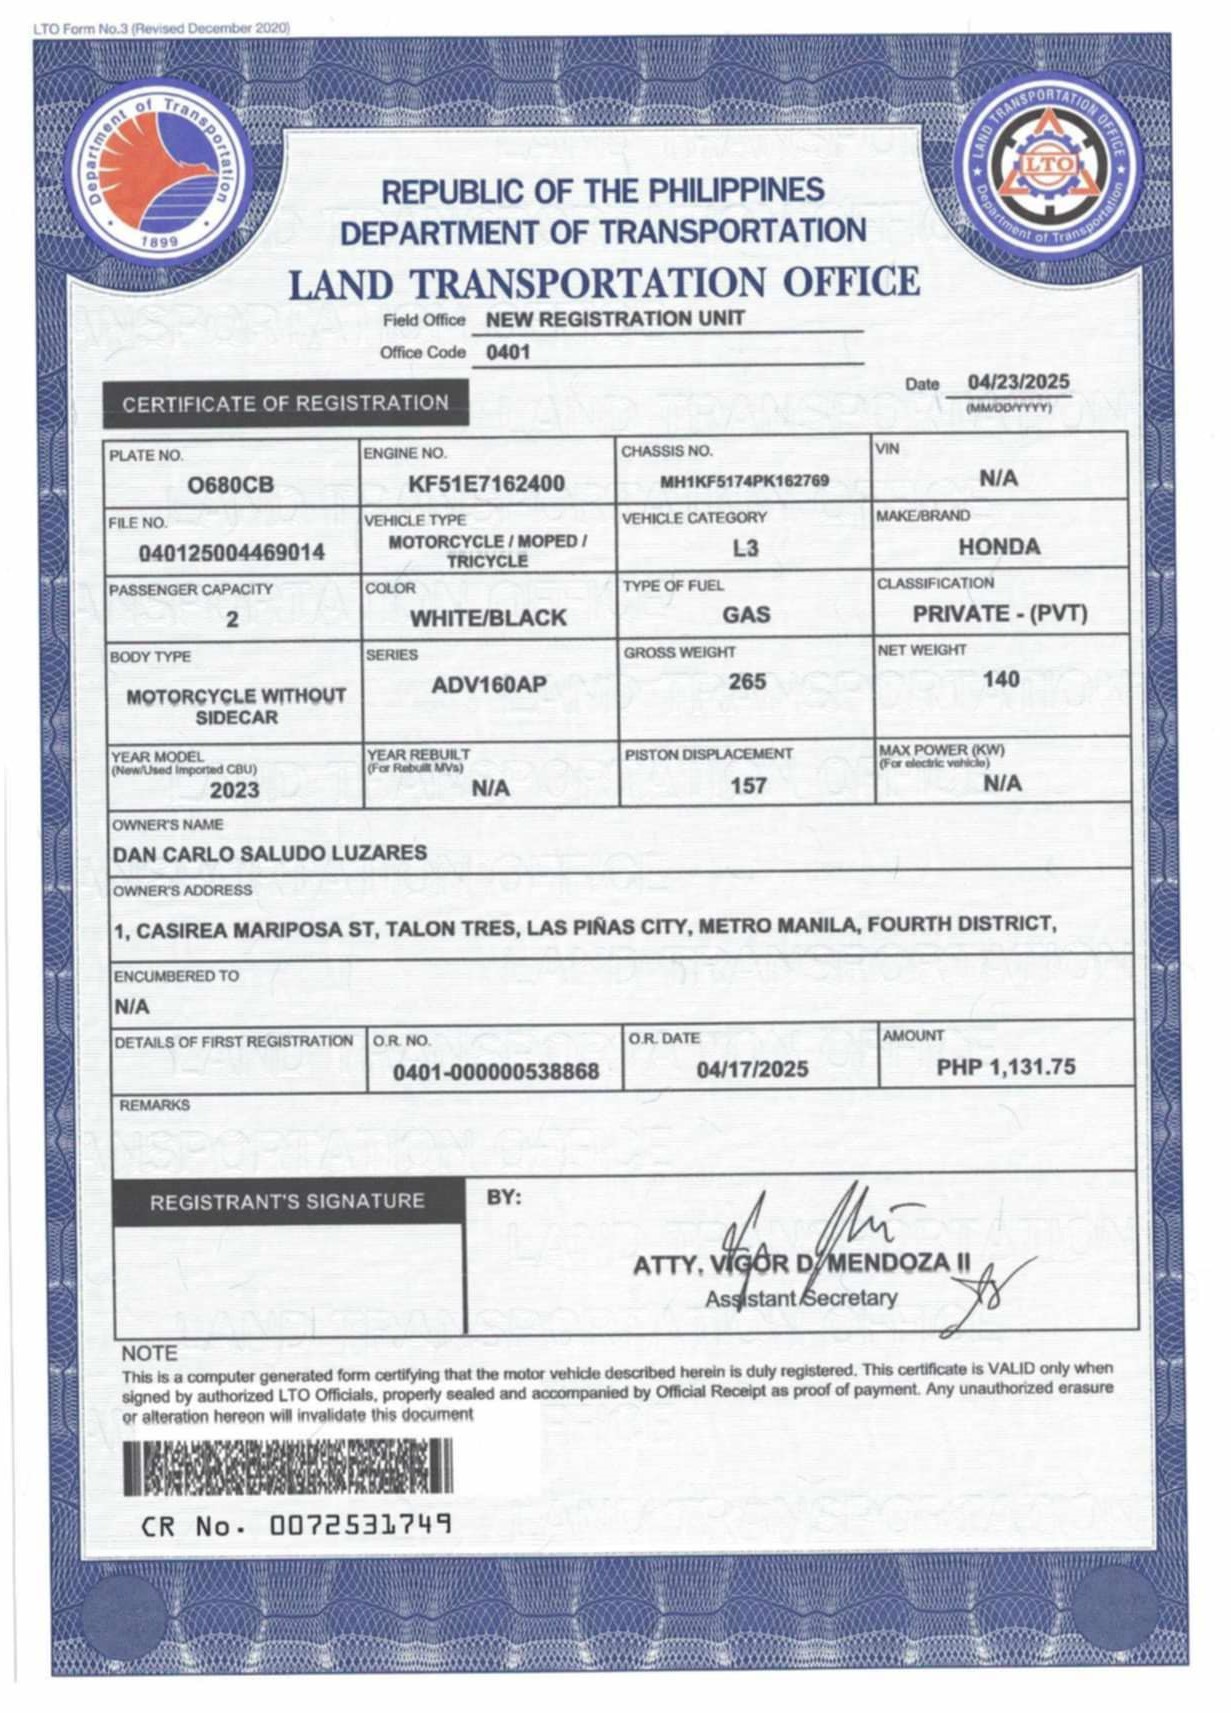 LTO Form No.3 (Revised December 2020)
Department of Transportation
1899
LAND TRANSPORTATION OFFICE
LTO
Department of Transportation
REPUBLIC OF THE PHILIPPINES
DEPARTMENT OF TRANSPORTATION
LAND TRANSPORTATION OFFICE
Field Office NEW REGISTRATION UNIT
Office Code 0401
Date 04/23/2025
(MM/DD/YYYY)
CERTIFICATE OF REGISTRATION
PLATE NO. ENGINE NO. CHASSIS NO. VIN
O680CB KF51E7162400 MH1KF5174PK162769 N/A
FILE NO. VEHICLE TYPE VEHICLE CATEGORY MAKE/BRAND
040125004469014 MOTORCYCLE / MOPED / L3 HONDA
TRICYCLE
PASSENGER CAPACITY COLOR TYPE OF FUEL CLASSIFICATION
2 WHITE/BLACK GAS PRIVATE - (PVT)
BODY TYPE SERIES GROSS WEIGHT NET WEIGHT
MOTORCYCLE WITHOUT ADV160AP 265 140
SIDECAR
YEAR MODEL YEAR REBUILT PISTON DISPLACEMENT MAX POWER (KW)
(New/Used Imported CBU) (For Rebuilt MVs) (For electric vehicle)
2023 N/A 157 N/A
OWNER'S NAME
DAN CARLO SALUDO LUZARES
OWNER'S ADDRESS
1, CASIREA MARIPOSA ST, TALON TRES, LAS PIÑAS CITY, METRO MANILA, FOURTH DISTRICT,
ENCUMBERED TO
N/A
DETAILS OF FIRST REGISTRATION O.R. NO. O.R. DATE AMOUNT
0401-000000538868 04/17/2025 PHP 1,131.75
REMARKS
REGISTRANT'S SIGNATURE BY:
ATTY. VIGOR D. MENDOZA II
Assistant Secretary
NOTE
This is a computer generated form certifying that the motor vehicle described herein is duly registered. This certificate is VALID only when
signed by authorized LTO Officials, properly sealed and accompanied by Official Receipt as proof of payment. Any unauthorized erasure
or alteration hereon will invalidate this document
CR No. 0072531749